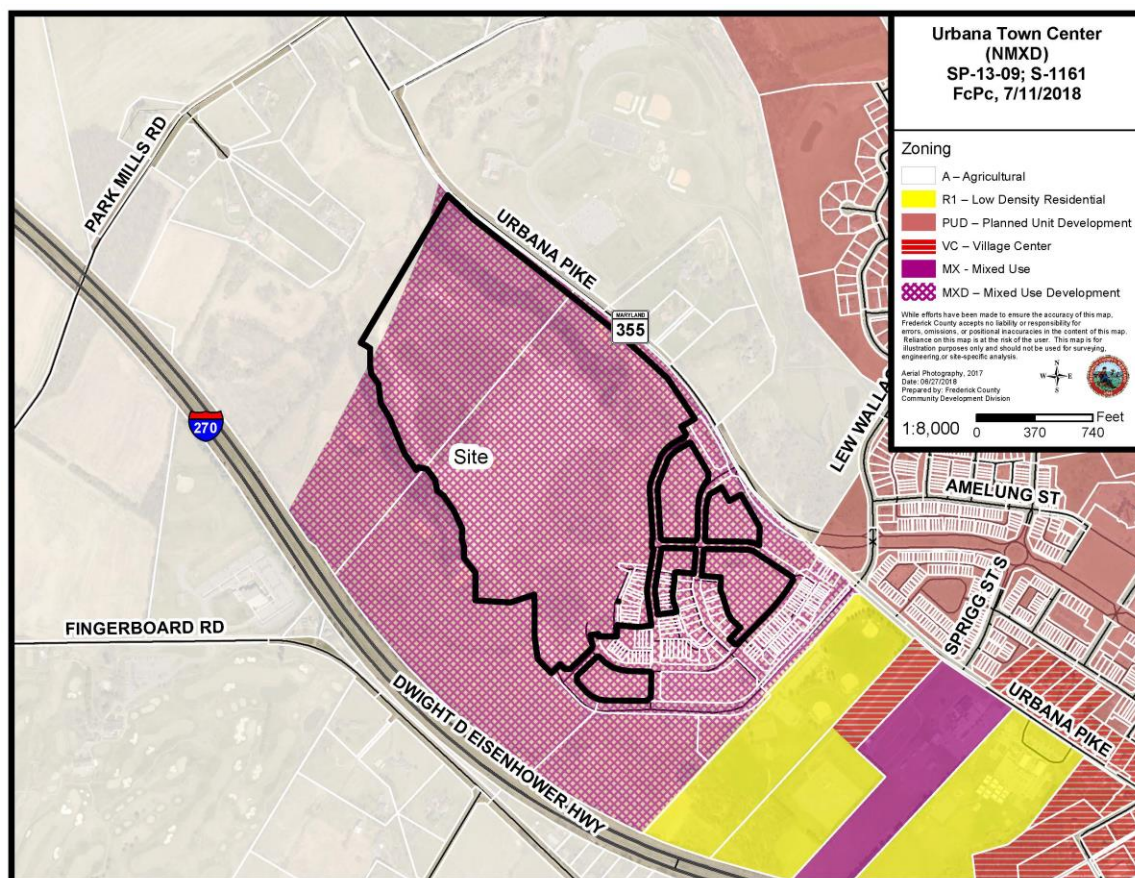 Urbana Town Center
(NMXD)
SP-13-09; S-1161
FcPc, 7/11/2018
Zoning
A – Agricultural
R1 – Low Density Residential
PUD – Planned Unit Development
VC – Village Center
MX - Mixed Use
MXD – Mixed Use Development
While efforts have been made to ensure the accuracy of this map,
Frederick County accepts no liability or responsibility for
errors, omissions, or positional inaccuracies in the content of this map.
Reliance on this map is at the risk of the user. This map is for
illustration purposes only and should not be used for surveying,
engineering, or site-specific analysis.
Aerial Photography, 2017
Date: 06/27/2018
Prepared by: Frederick County
Community Development Division
N
W E
S
1:8,000
Feet
0 370 740
PARK MILLS RD
URBANA PIKE
MARYLAND
355
270
Site
LEW
AMELUNG ST
SPRIGG ST S
FINGERBOARD RD
DWIGHT D EISENHOWER HWY
URBANA PIKE